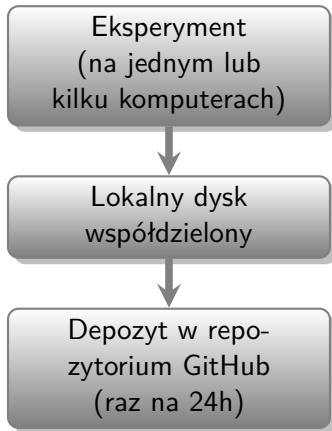 Eksperyment
(na jednym lub
kilku komputerach)
Lokalny dysk
współdzielony
Depozyt w repo-
zytorium GitHub
(raz na 24h)